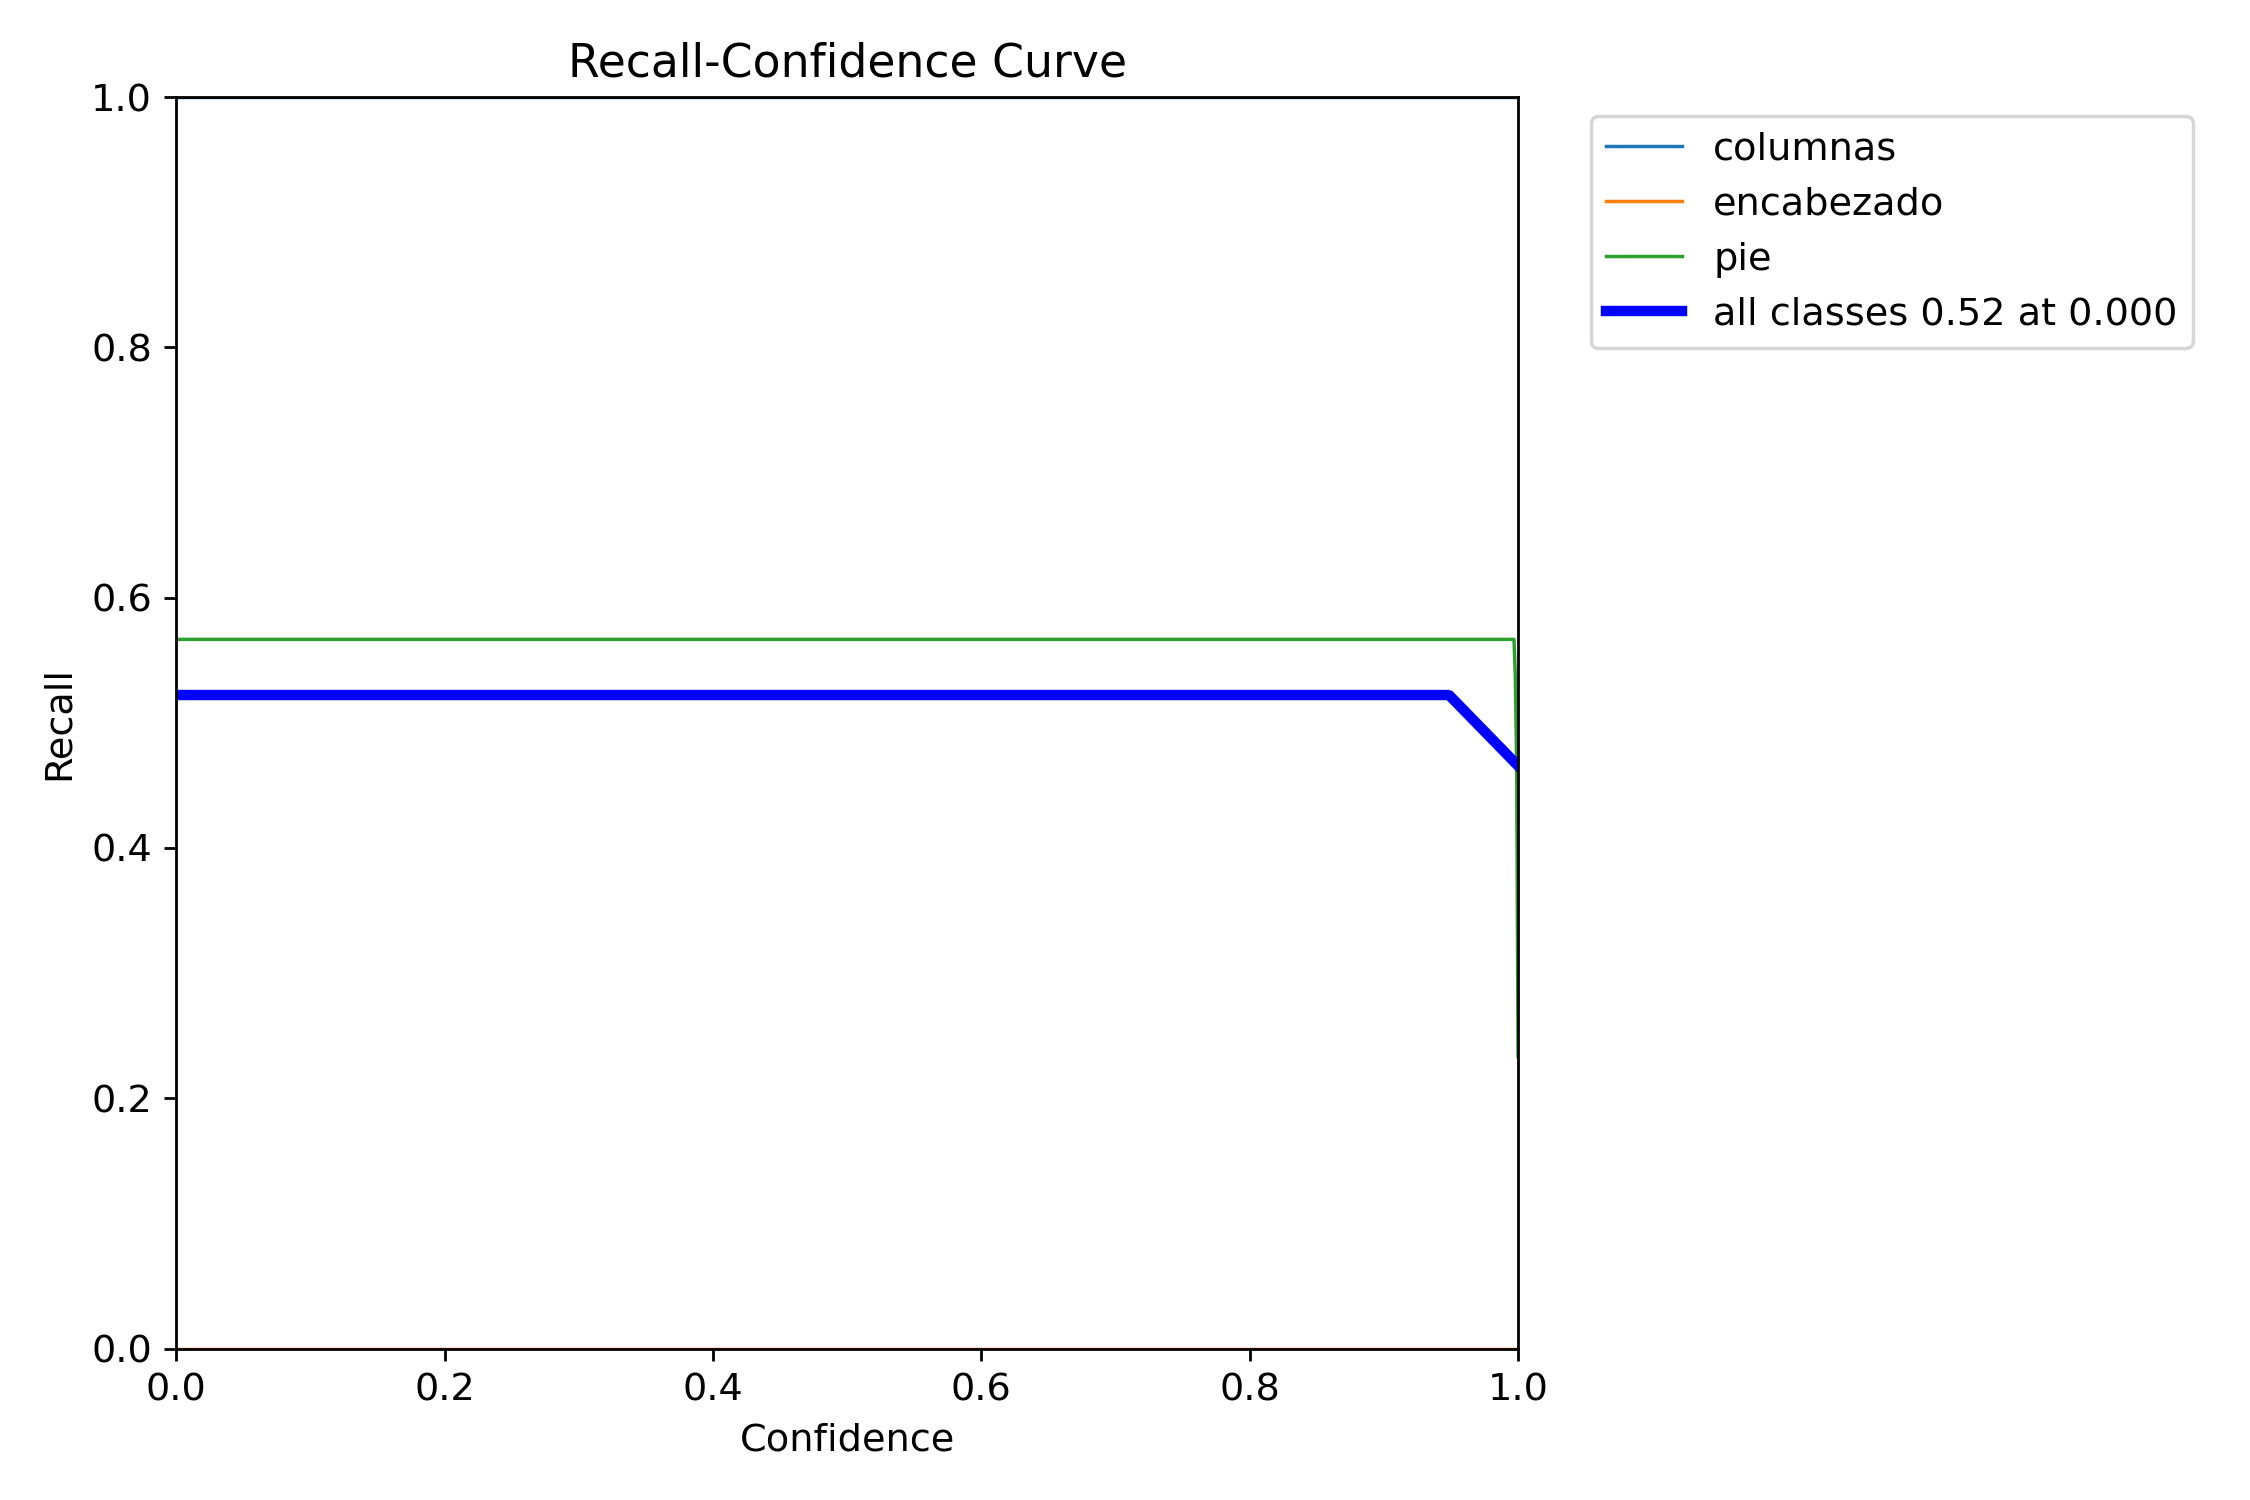 Recall-Confidence Curve
1.0
0.8
0.6
0.4
0.2
0.0
Recall
0.0 0.2 0.4 0.6 0.8 1.0
Confidence
columnas
encabezado
pie
all classes 0.52 at 0.000